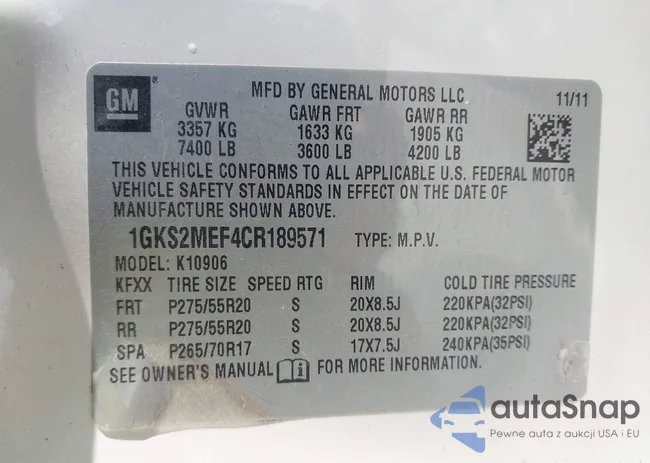 GM ®
MFD BY GENERAL MOTORS LLC
11/11
GVWR GAWR FRT GAWR RR
3357 KG 1633 KG 1905 KG
7400 LB 3600 LB 4200 LB
THIS VEHICLE CONFORMS TO ALL APPLICABLE U.S. FEDERAL MOTOR
VEHICLE SAFETY STANDARDS IN EFFECT ON THE DATE OF
MANUFACTURE SHOWN ABOVE.
1GKS2MEF4CR189571 TYPE: M.P.V.
MODEL: K10906
KFXX TIRE SIZE SPEED RTG RIM COLD TIRE PRESSURE
FRT P275/55R20 S 20X8.5J 220KPA(32PSI)
RR P275/55R20 S 20X8.5J 220KPA(32PSI)
SPA P265/70R17 S 17X7.5J 240KPA(35PSI)
SEE OWNER'S MANUAL i FOR MORE INFORMATION.
autaSnap
Pewne auta z aukcji USA i EU